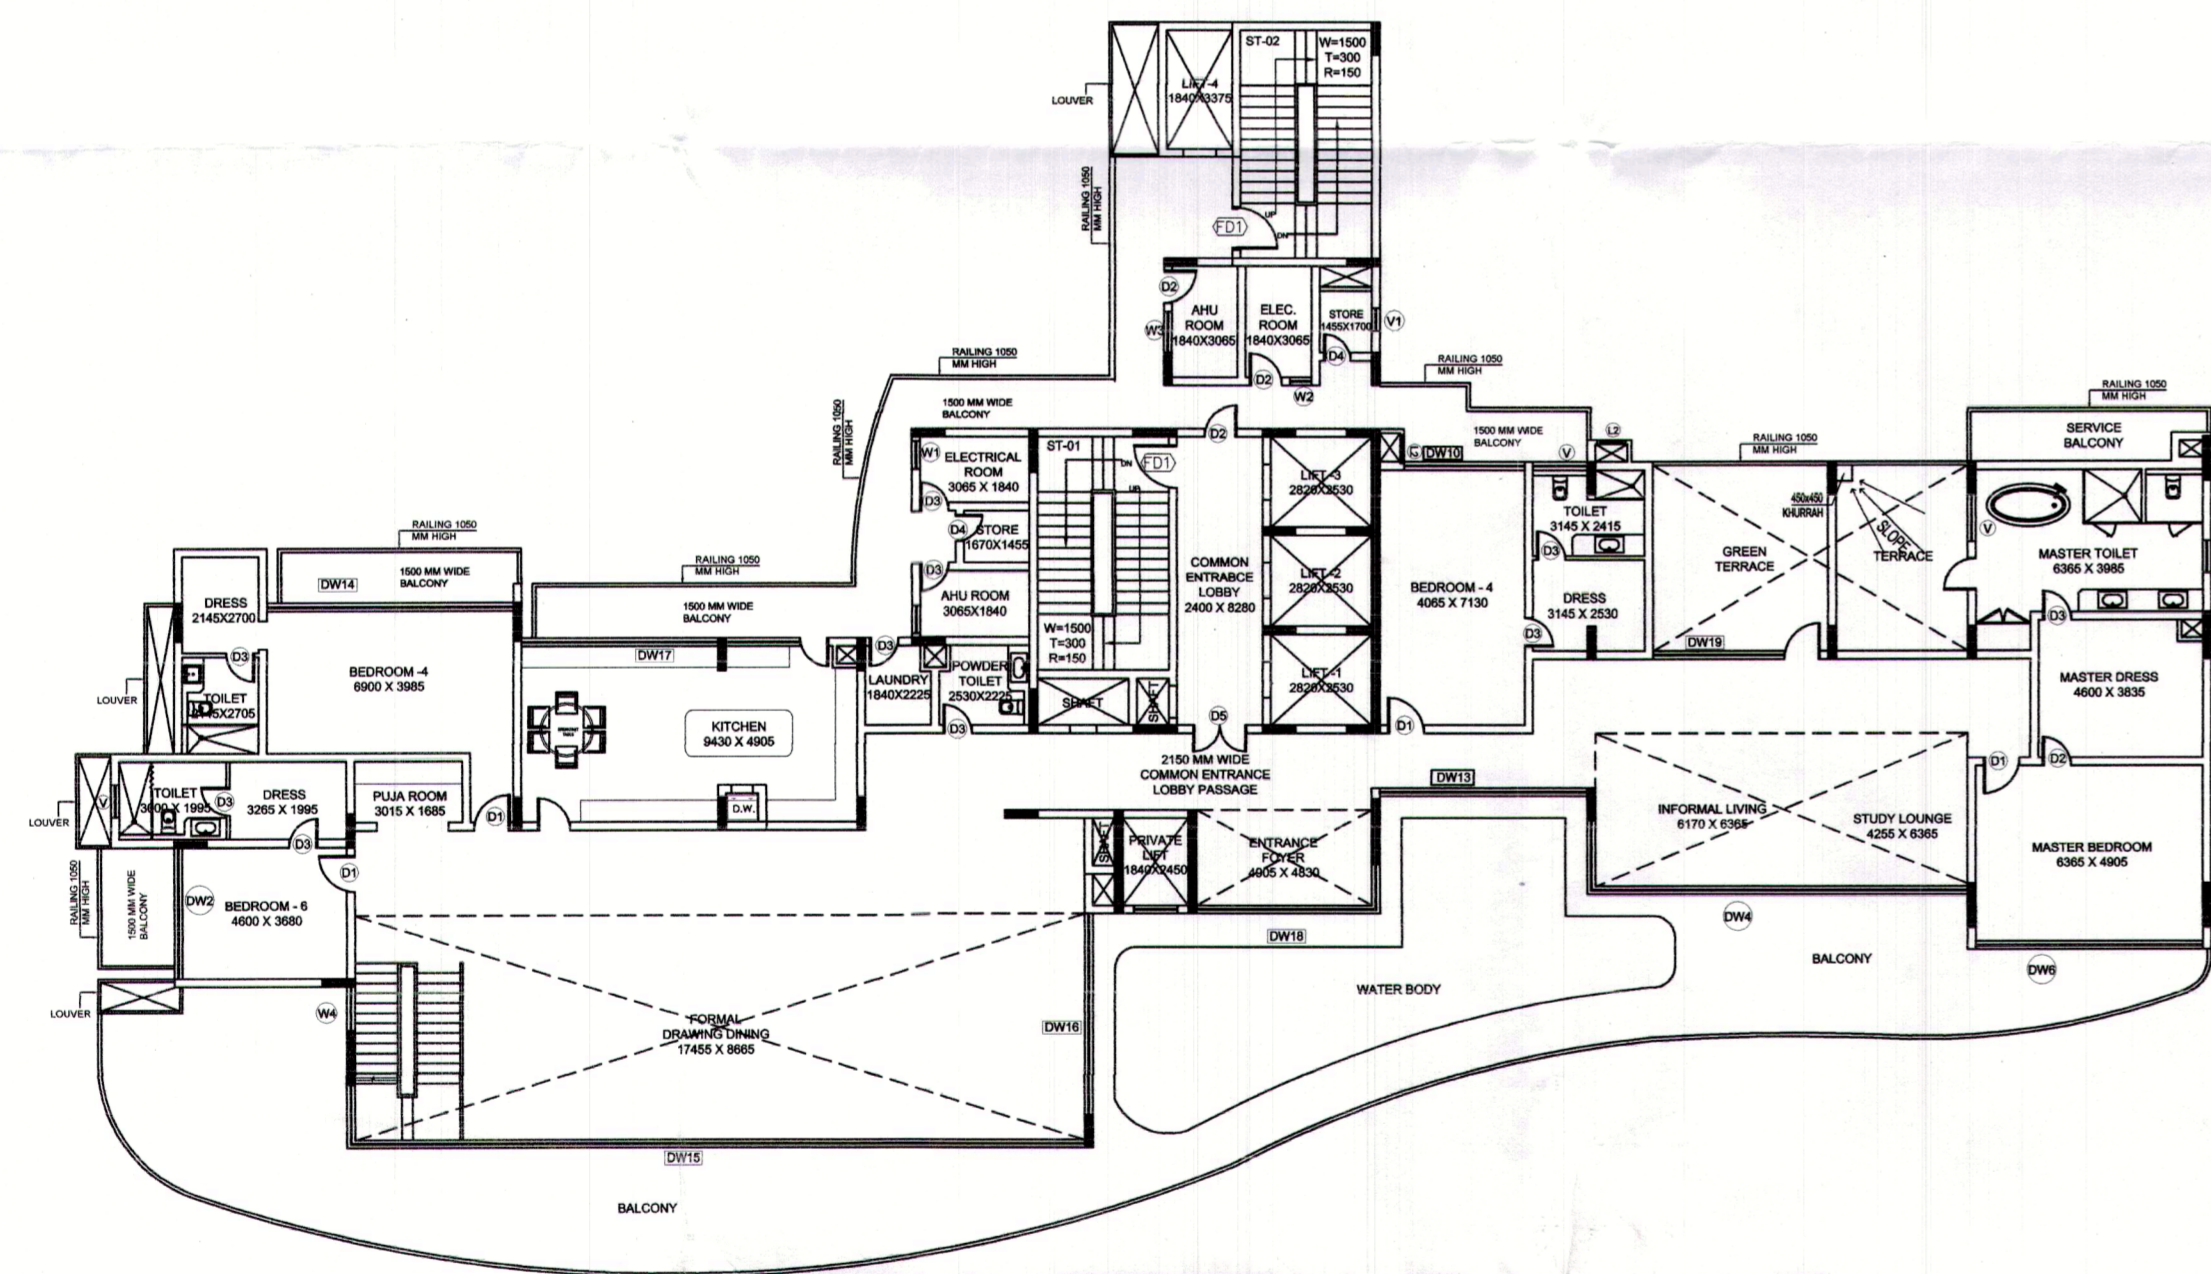 ST-02
W=1500
T=300
R=150
LIFT-4
1840X3375
LOUVER
RAILING 1050
MM HIGH
UP
FD1
DN
D2
AHU
ROOM
1840X3065
ELEC.
ROOM
1840X3065
STORE
1455X1700
V1
W3
D4
D2
W2
RAILING 1050
MM HIGH
RAILING 1050
MM HIGH
RAILING 1050
MM HIGH
RAILING 1050
MM HIGH
1500 MM WIDE
BALCONY
D2
1500 MM WIDE
BALCONY
L2
V
DW10
RAILING 1050
MM HIGH
SERVICE
BALCONY
W1
ELECTRICAL
ROOM
3065 X 1840
D3
ST-01
DN
UP
FD1
LIFT-3
2820X2530
D4
STORE
1670X1455
D3
AHU ROOM
3065X1840
W=1500
T=300
R=150
COMMON
ENTRABCE
LOBBY
2400 X 8280
LIFT-2
2820X2530
LIFT-1
2820X2530
BEDROOM - 4
4065 X 7130
TOILET
3145 X 2415
D3
DRESS
3145 X 2530
D3
GREEN
TERRACE
450x450
KHURRAH
SLOPE
TERRACE
V
MASTER TOILET
6365 X 3985
D3
DW19
RAILING 1050
MM HIGH
RAILING 1050
MM HIGH
DW14
1500 MM WIDE
BALCONY
1500 MM WIDE
BALCONY
DRESS
2145X2700
D3
BEDROOM -4
6900 X 3985
DW17
D3
LAUNDRY
1840X2225
POWDER
TOILET
2530X2225
D3
SHAFT
SHAFT
D5
D1
MASTER DRESS
4600 X 3835
LOUVER
TOILET
2145X2705
KITCHEN
9430 X 4905
D.W.
2150 MM WIDE
COMMON ENTRANCE
LOBBY PASSAGE
DW13
D1
D2
LOUVER
V
TOILET
3000 X 1995
D3
DRESS
3265 X 1995
D3
PUJA ROOM
3015 X 1685
D1
INFORMAL LIVING
6170 X 6365
STUDY LOUNGE
4255 X 6365
MASTER BEDROOM
6365 X 4905
RAILING 1050
MM HIGH
1500 MM WIDE
BALCONY
DW2
D1
BEDROOM - 6
4600 X 3680
SHAFT
PRIVATE
LIFT
1840X2450
ENTRANCE
FOYER
4905 X 4830
DW18
DW4
BALCONY
DW6
WATER BODY
LOUVER
W4
FORMAL
DRAWING DINING
17455 X 8665
DW16
DW15
BALCONY